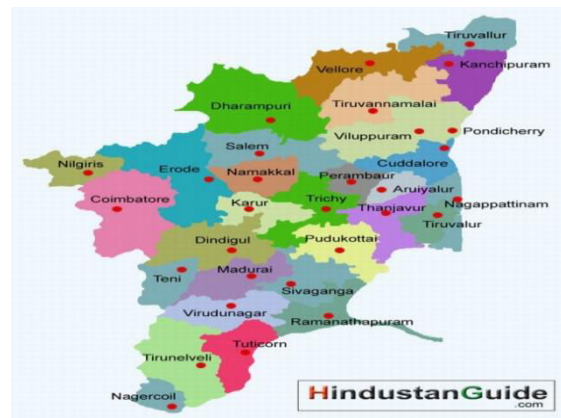 Tiruvallur
Vellore
Kanchipuram
Dharampuri
Tiruvannamalai
Viluppuram
Pondicherry
Salem
Cuddalore
Nilgiris
Erode
Namakkal
Perambaur
Coimbatore
Aruiyalur
Karur
Trichy
Thanjavur
Nagappattinam
Tiruvalur
Dindigul
Pudukottai
Teni
Madurai
Sivaganga
Virudunagar
Ramanathapuram
Tuticorn
Tirunelveli
Nagercoil
HindustanGuide
.com